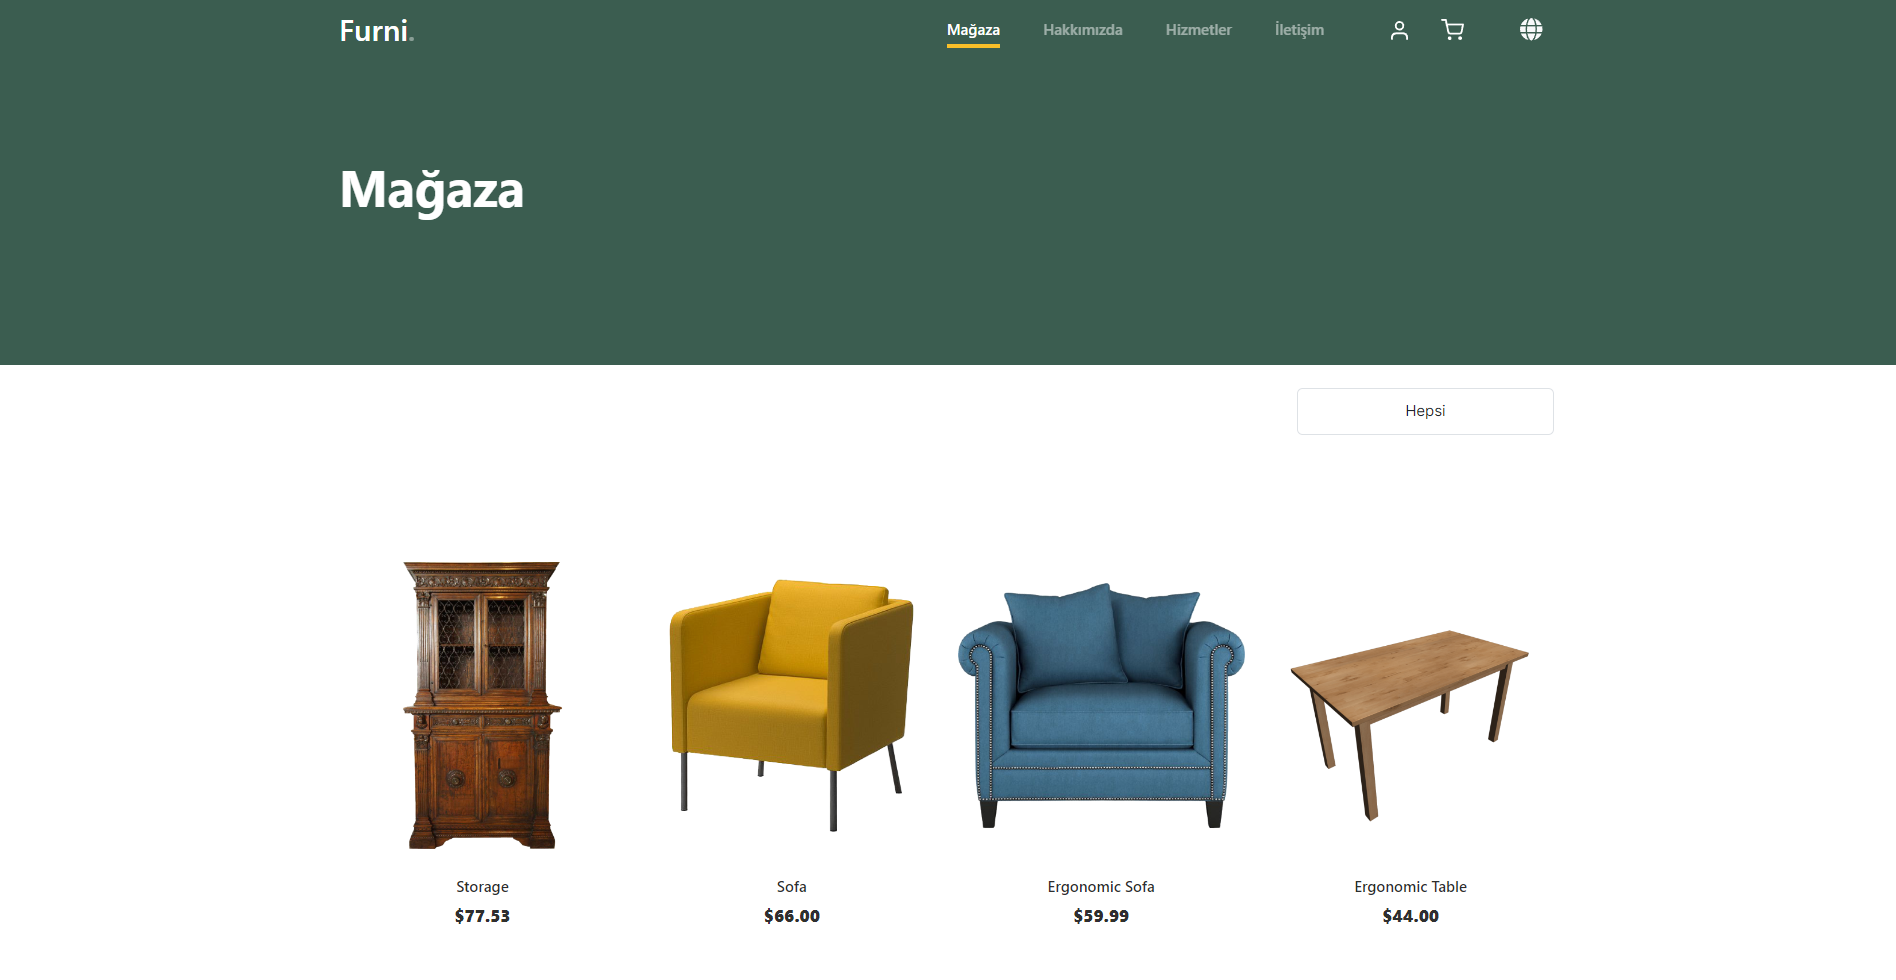 Furni.
Mağaza Hakkımızda Hizmetler İletişim
Mağaza
Hepsi
Storage
$77.53
Sofa
$66.00
Ergonomic Sofa
$59.99
Ergonomic Table
$44.00